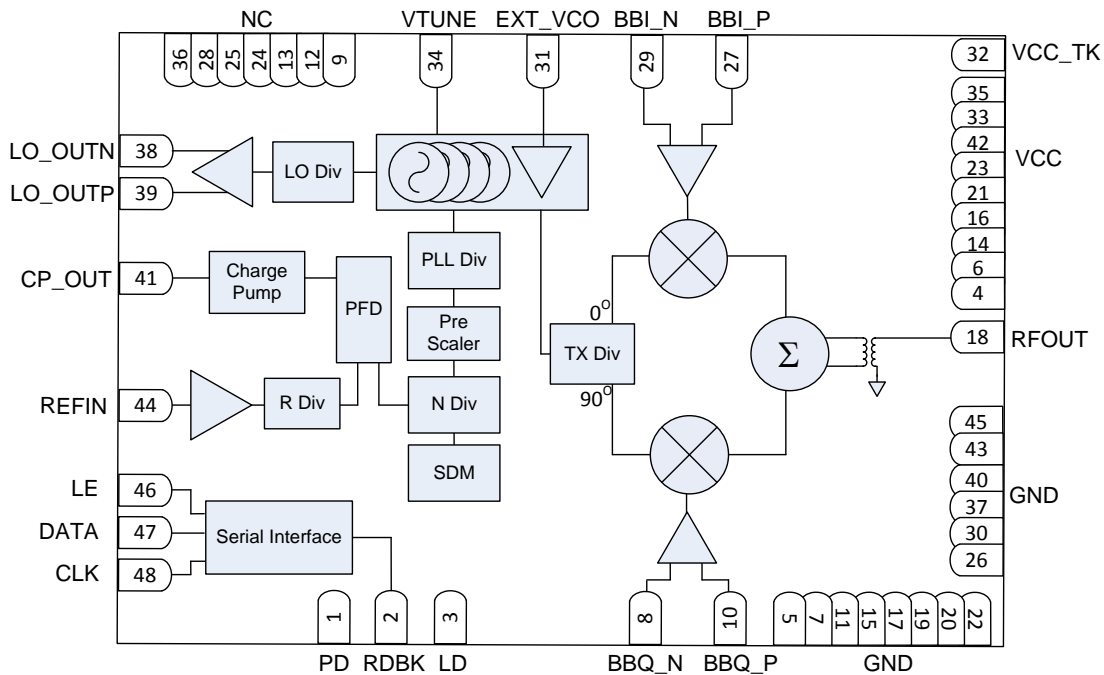 NC VTUNE EXT_VCO BBI_N BBI_P
36 28 25 24 13 12 9 34 31 29 27
32 VCC_TK
35
33
42
VCC
23
21
16
14
6
4
LO_OUTN 38
LO_OUTP 39
LO Div
CP_OUT 41
Charge
Pump
PFD
PLL Div
Pre
Scaler
N Div
SDM
0O
TX Div
90O
Σ
18 RFOUT
REFIN 44
R Div
LE 46
DATA 47
CLK 48
Serial Interface
45
43
40
GND
37
30
26
1 2 3 8 10 5 7 11 15 17 19 20 22
PD RDBK LD BBQ_N BBQ_P GND